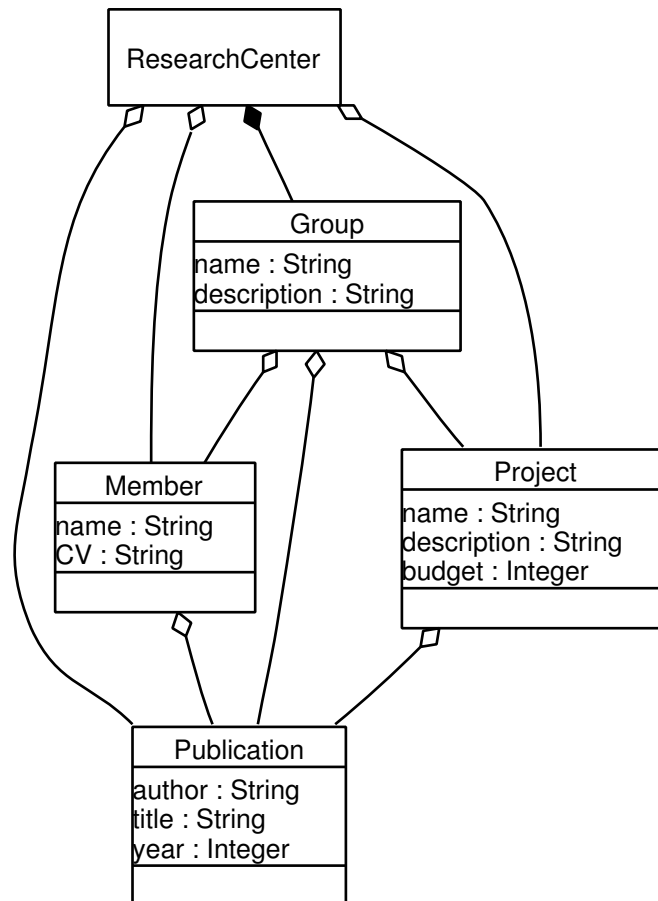 ResearchCenter
Group
name : String
description : String
Member
name : String
CV : String
Project
name : String
description : String
budget : Integer
Publication
author : String
title : String
year : Integer